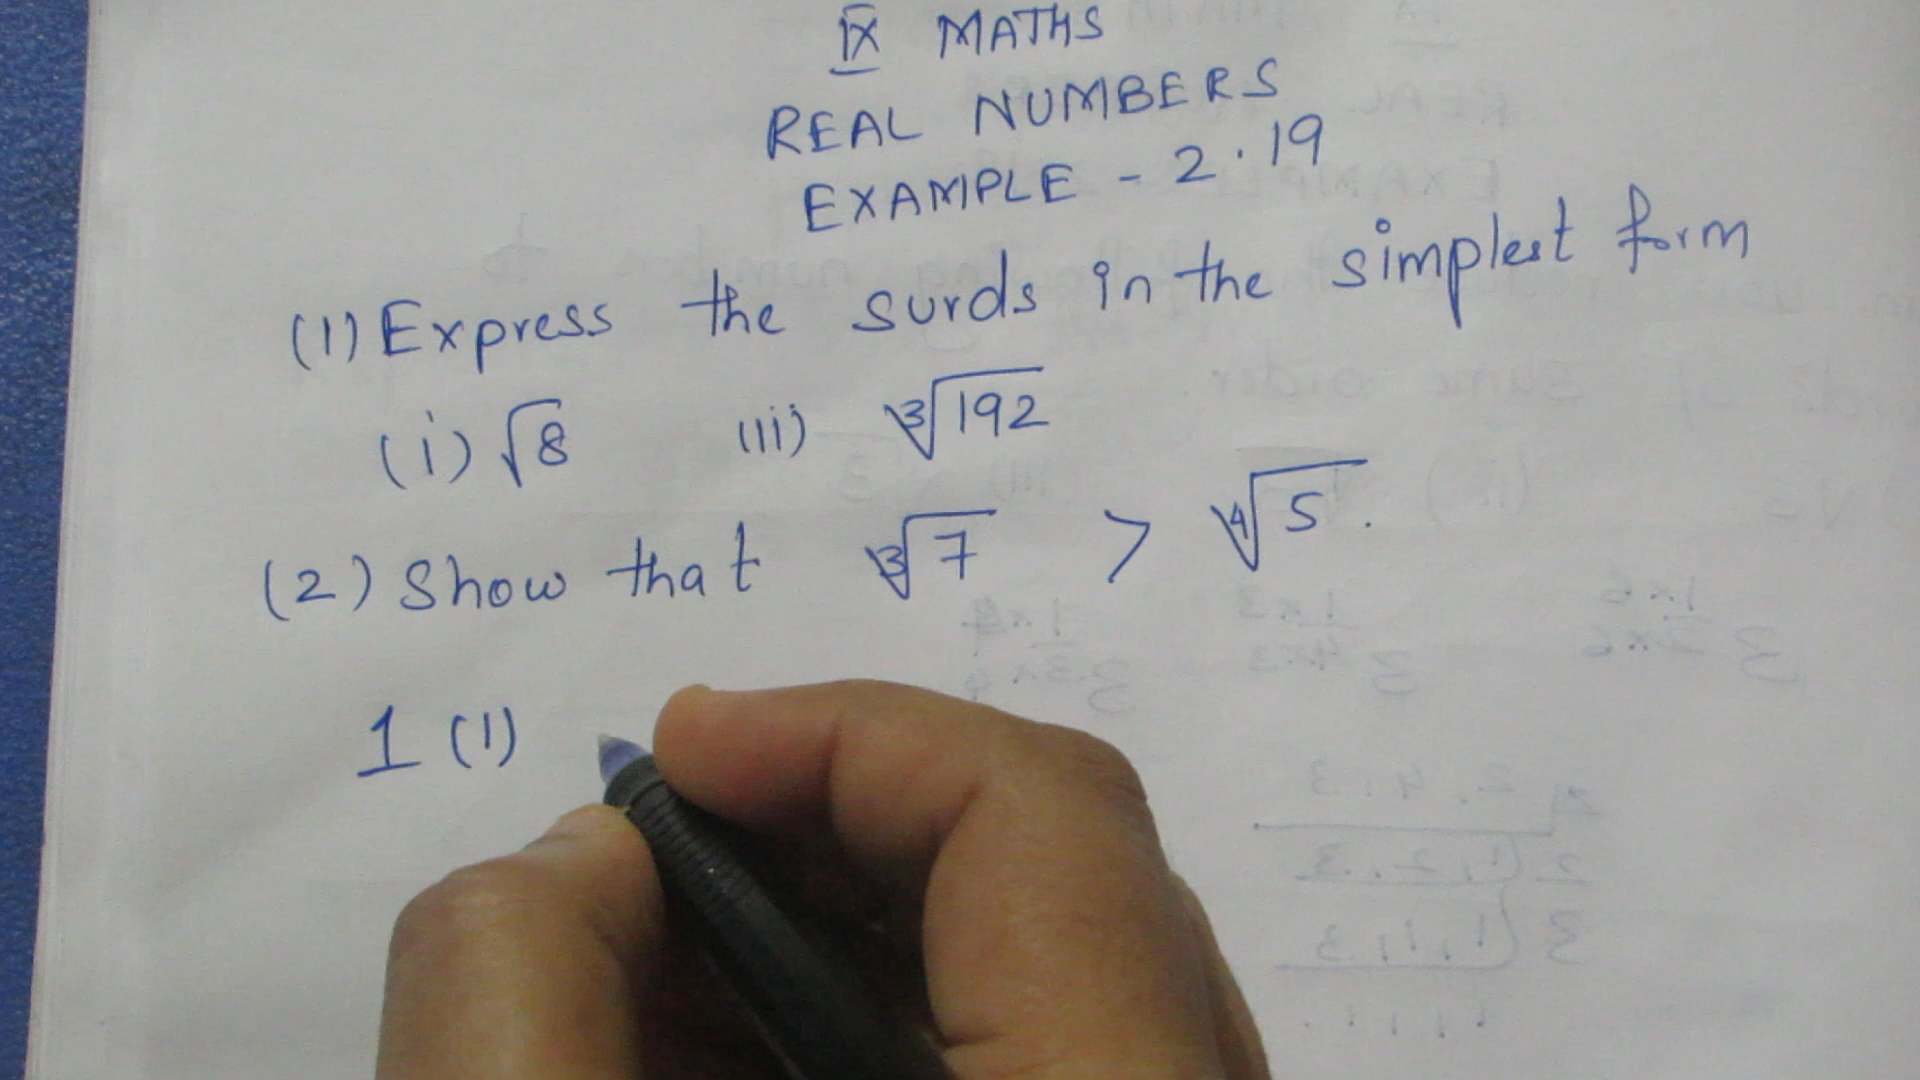 IX MATHS
REAL NUMBERS
EXAMPLE - 2.19
(1) Express the surds in the simplest form
(i) √8 (ii) ∛192
(2) Show that ∛7 > ∜5.
1 (1)